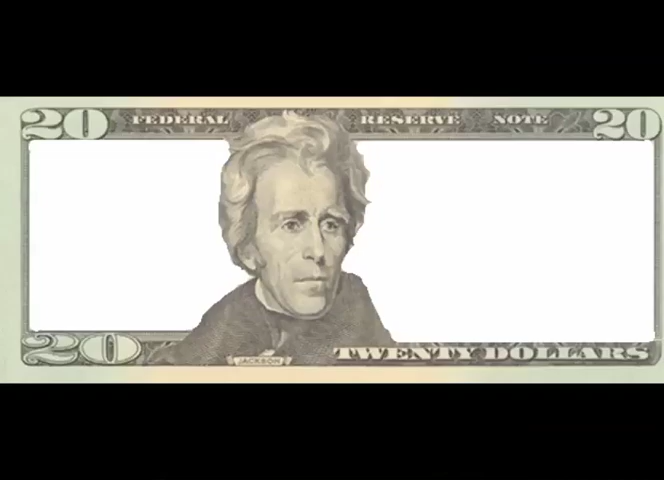 20 FEDERAL RESERVE NOTE 20
20 JACKSON TWENTY DOLLARS